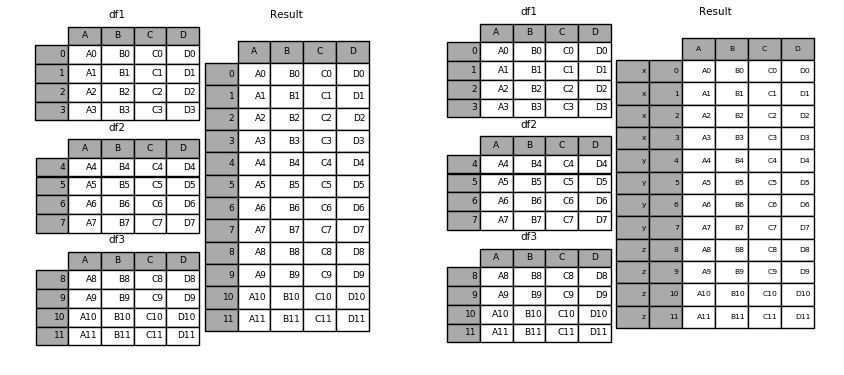 df1
A B C D
0 A0 B0 C0 D0
1 A1 B1 C1 D1
2 A2 B2 C2 D2
3 A3 B3 C3 D3
df2
A B C D
4 A4 B4 C4 D4
5 A5 B5 C5 D5
6 A6 B6 C6 D6
7 A7 B7 C7 D7
df3
A B C D
8 A8 B8 C8 D8
9 A9 B9 C9 D9
10 A10 B10 C10 D10
11 A11 B11 C11 D11
Result
A B C D
0 A0 B0 C0 D0
1 A1 B1 C1 D1
2 A2 B2 C2 D2
3 A3 B3 C3 D3
4 A4 B4 C4 D4
5 A5 B5 C5 D5
6 A6 B6 C6 D6
7 A7 B7 C7 D7
8 A8 B8 C8 D8
9 A9 B9 C9 D9
10 A10 B10 C10 D10
11 A11 B11 C11 D11
df1
A B C D
0 A0 B0 C0 D0
1 A1 B1 C1 D1
2 A2 B2 C2 D2
3 A3 B3 C3 D3
df2
A B C D
4 A4 B4 C4 D4
5 A5 B5 C5 D5
6 A6 B6 C6 D6
7 A7 B7 C7 D7
df3
A B C D
8 A8 B8 C8 D8
9 A9 B9 C9 D9
10 A10 B10 C10 D10
11 A11 B11 C11 D11
Result
A B C D
x 0 A0 B0 C0 D0
x 1 A1 B1 C1 D1
x 2 A2 B2 C2 D2
x 3 A3 B3 C3 D3
y 4 A4 B4 C4 D4
y 5 A5 B5 C5 D5
y 6 A6 B6 C6 D6
y 7 A7 B7 C7 D7
z 8 A8 B8 C8 D8
z 9 A9 B9 C9 D9
z 10 A10 B10 C10 D10
z 11 A11 B11 C11 D11